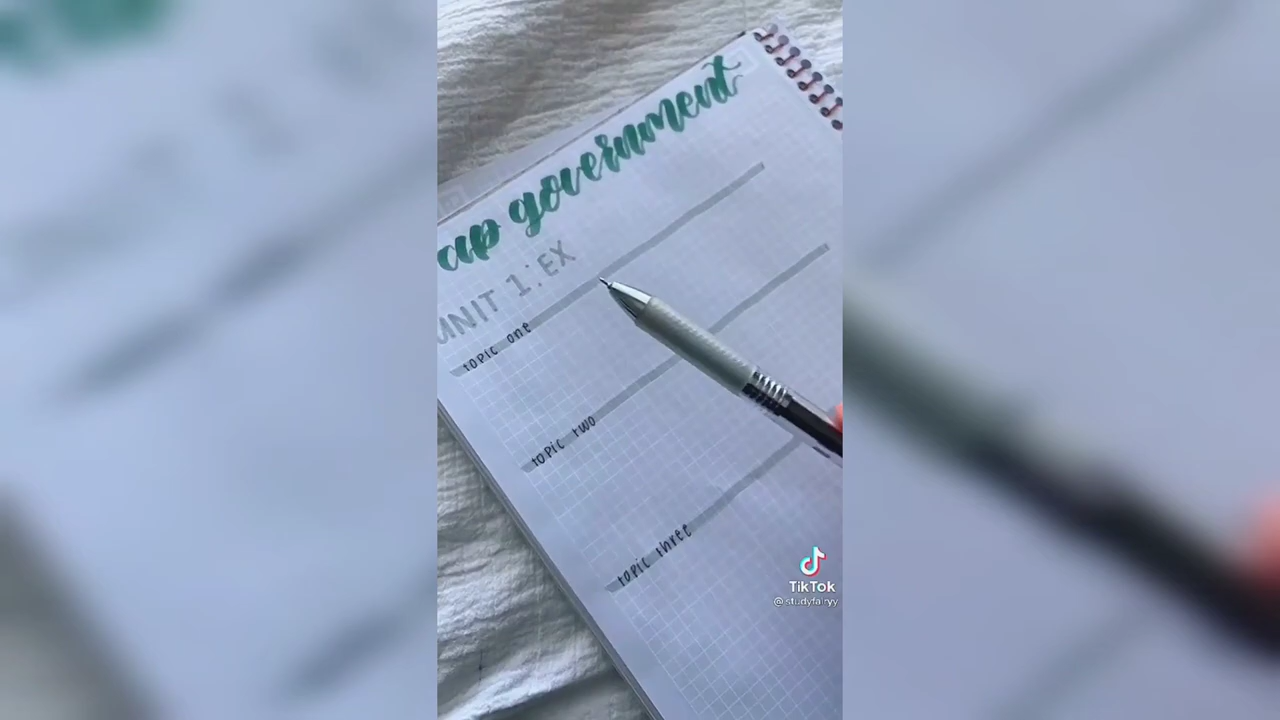 ap government
UNIT 1: EX
topic one
topic two
topic three
TikTok
@studyfairyy